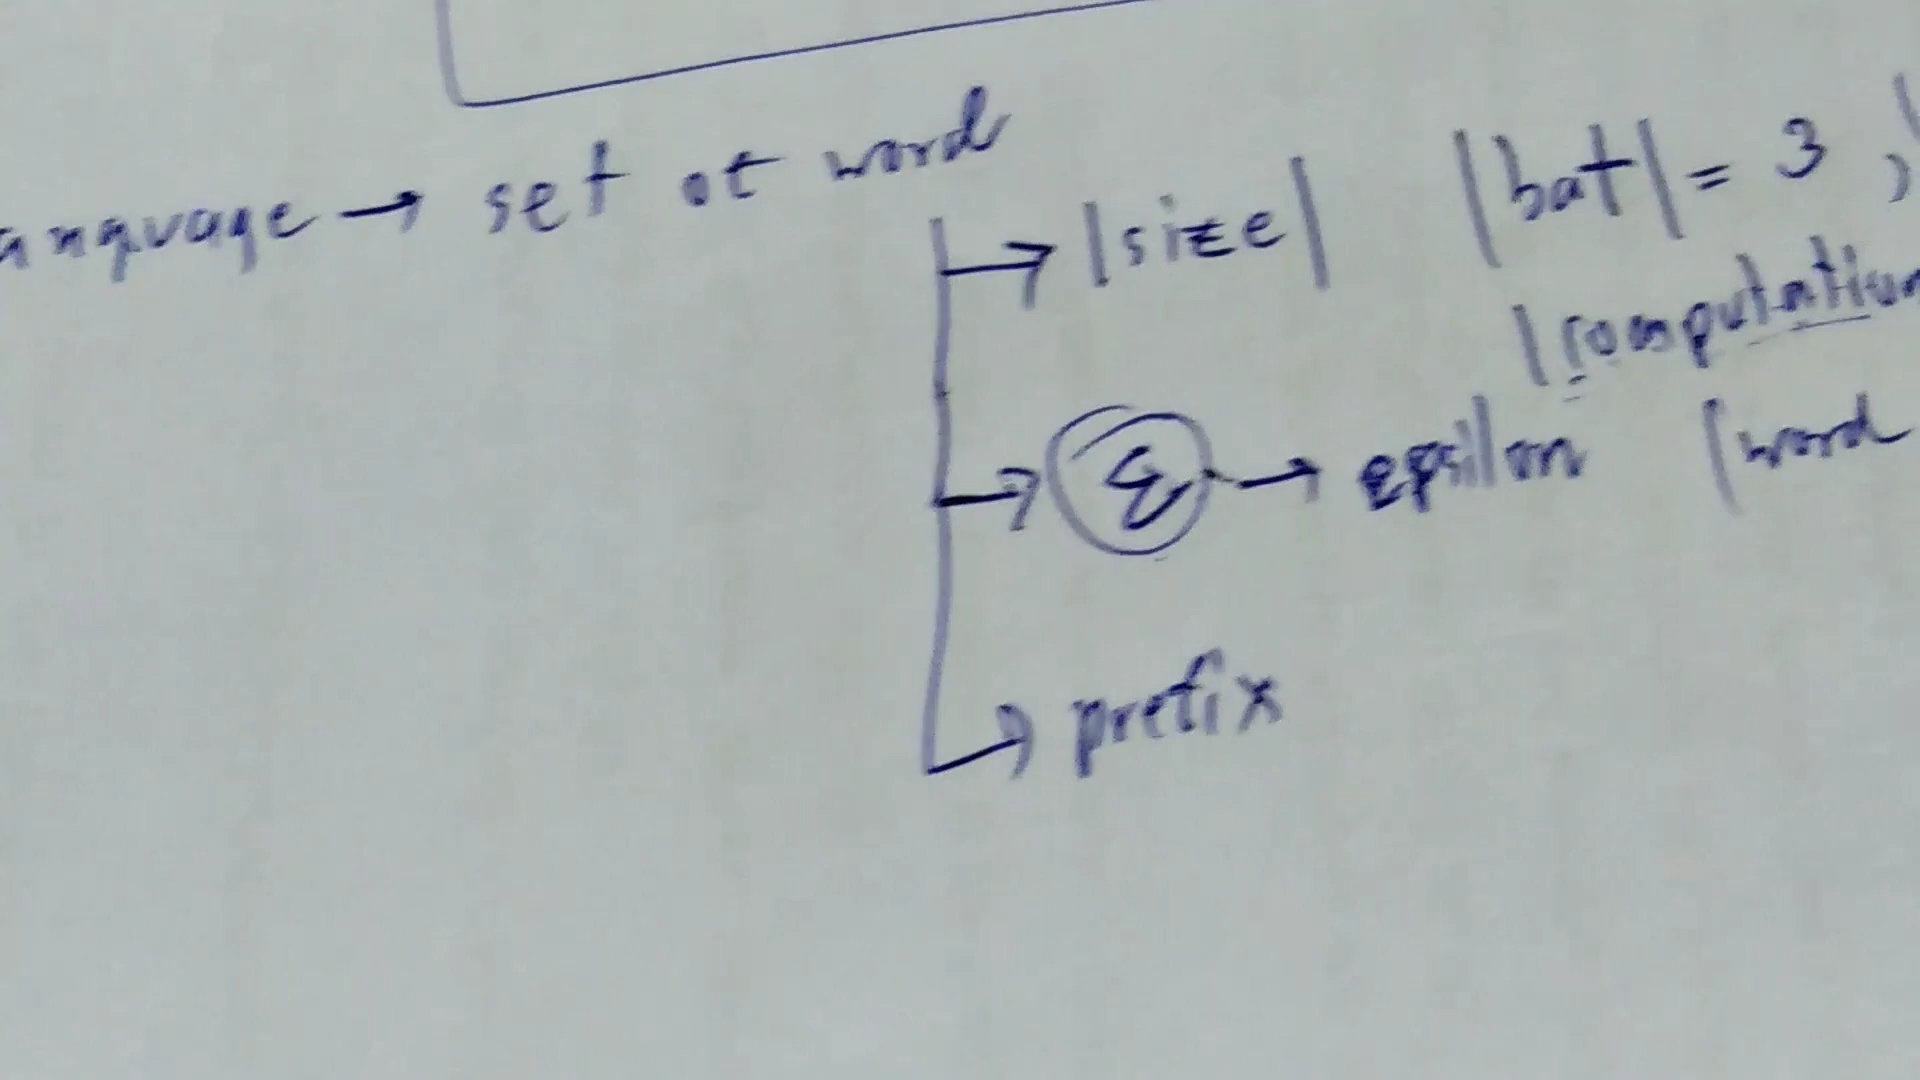 anguage → set of word
→ |size| |bat| = 3 ,
|computation
→ Ɛ → epsilon (word
→ prefix